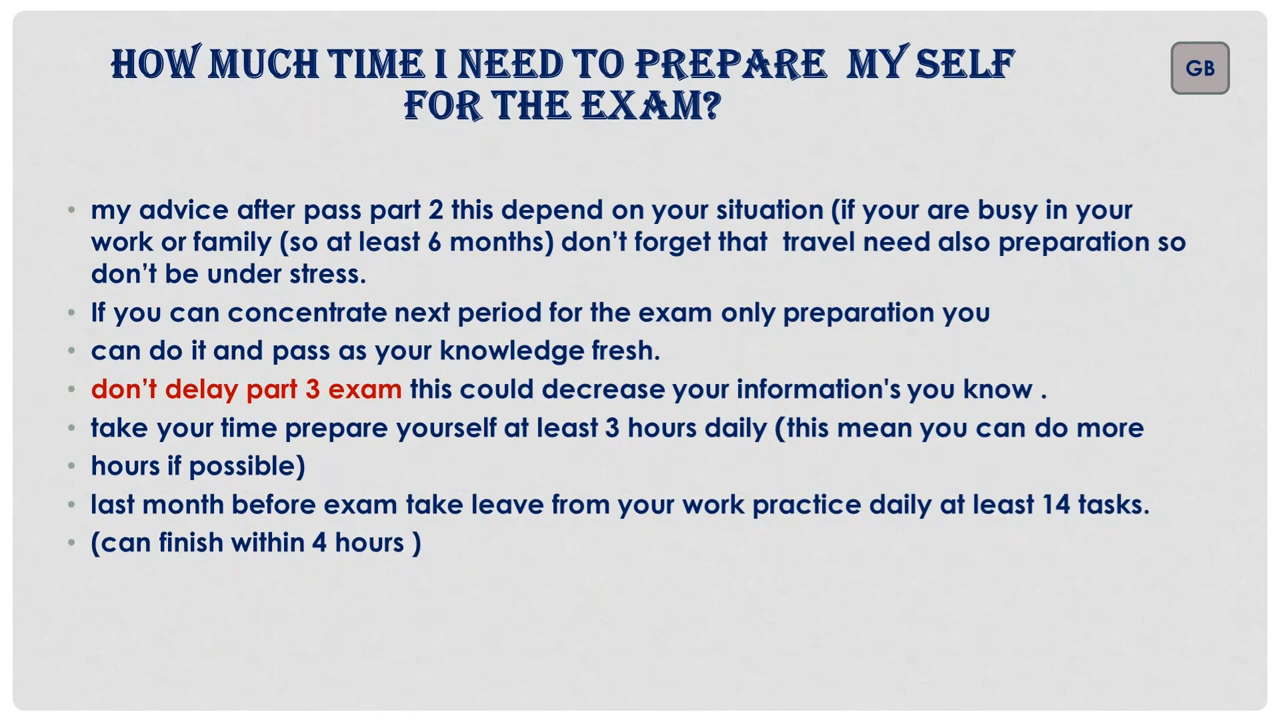 HOW MUCH TIME I NEED TO PREPARE MY SELF
FOR THE EXAM?
GB
• my advice after pass part 2 this depend on your situation (if your are busy in your
work or family (so at least 6 months) don't forget that travel need also preparation so
don't be under stress.
• If you can concentrate next period for the exam only preparation you
• can do it and pass as your knowledge fresh.
• don't delay part 3 exam this could decrease your information's you know .
• take your time prepare yourself at least 3 hours daily (this mean you can do more
• hours if possible)
• last month before exam take leave from your work practice daily at least 14 tasks.
• (can finish within 4 hours )